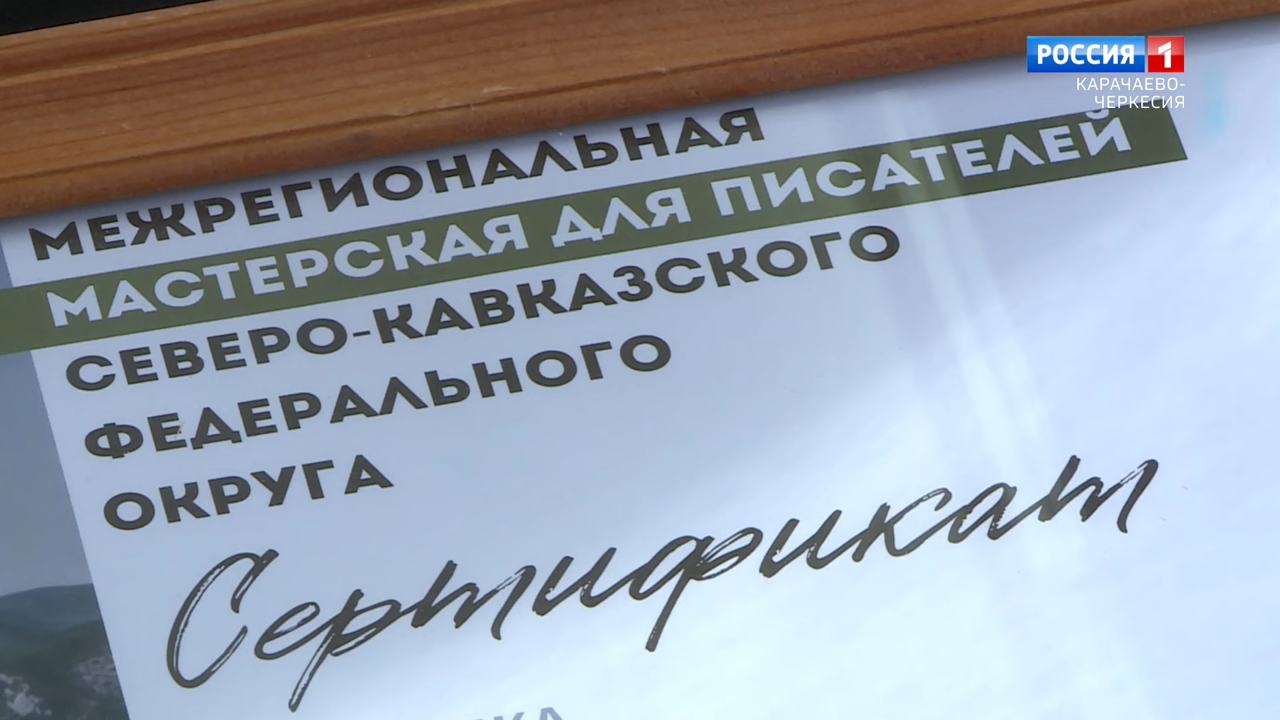 РОССИЯ 1
КАРАЧАЕВО-
ЧЕРКЕСИЯ
МЕЖРЕГИОНАЛЬНАЯ
МАСТЕРСКАЯ ДЛЯ ПИСАТЕЛЕЙ
СЕВЕРО-КАВКАЗСКОГО
ФЕДЕРАЛЬНОГО
ОКРУГА
Сертификат